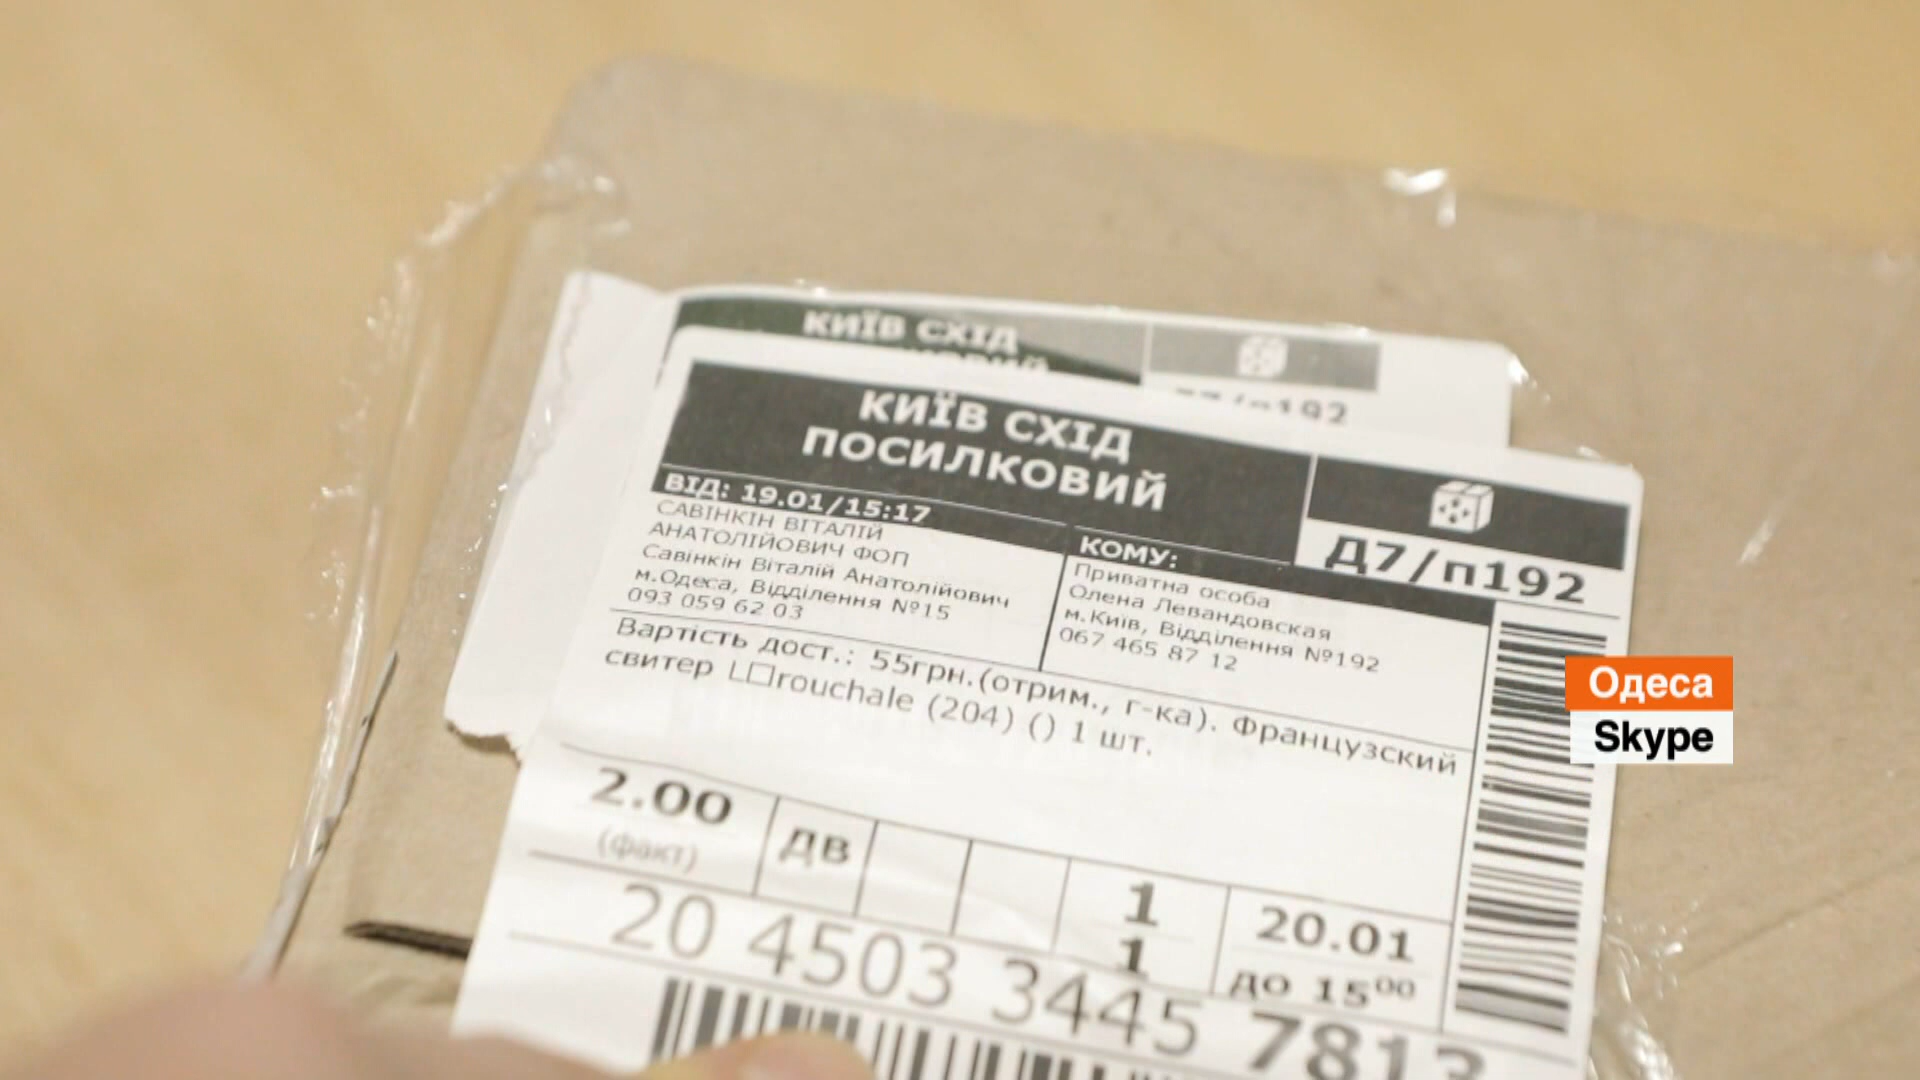 КИЇВ СХІД
п192
КИЇВ СХІД
ПОСИЛКОВИЙ
Д7/п192
ВІД: 19.01/15:17
САВІНКІН ВІТАЛІЙ
АНАТОЛІЙОВИЧ ФОП
Савінкін Віталій Анатолійович
м.Одеса, Відділення №15
093 059 62 03
КОМУ:
Приватна особа
Олена Левандовская
м.Київ, Відділення №192
067 465 87 12
Вартість дост.: 55грн.(отрим., г-ка). Французский
свитер L□rouchale (204) () 1 шт.
2.00
(факт)
ДВ
1
1
20.01
до 15⁰⁰
20 4503 3445 7813
Одеса
Skype